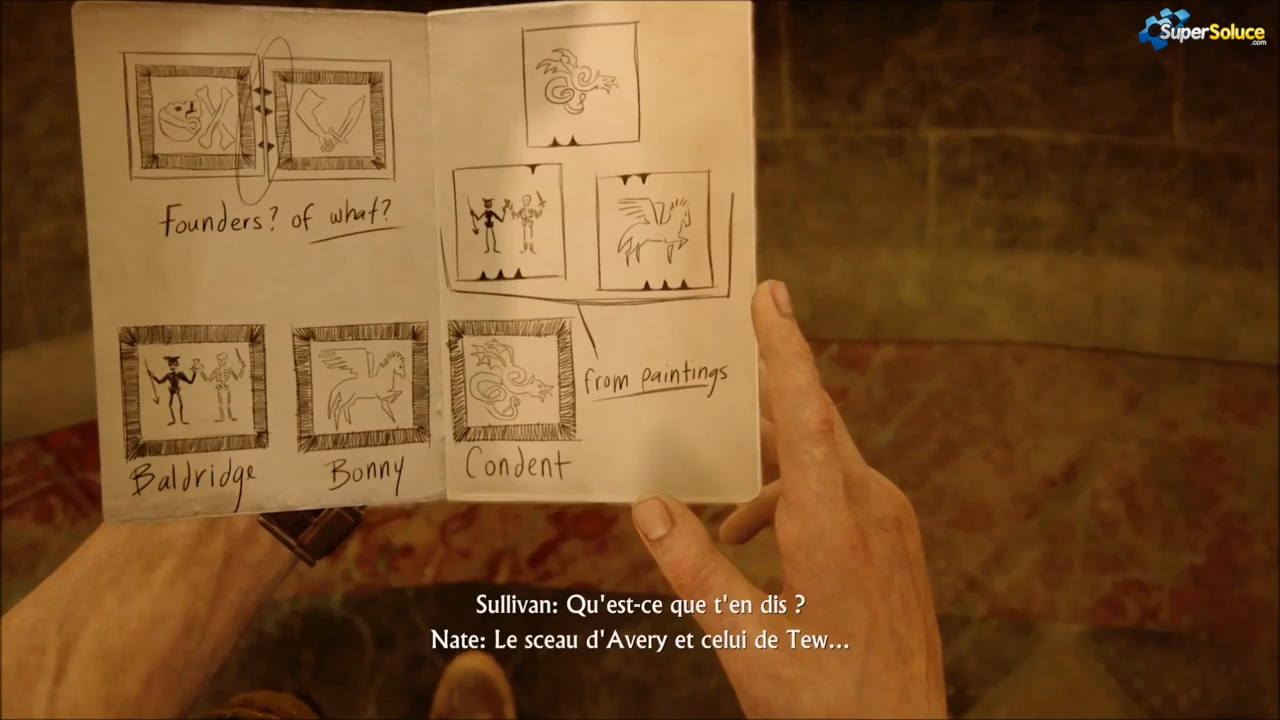 SuperSoluce
.com
Founders? of what?
from paintings
Baldridge
Bonny
Condent
Sullivan: Qu'est-ce que t'en dis ?
Nate: Le sceau d'Avery et celui de Tew...